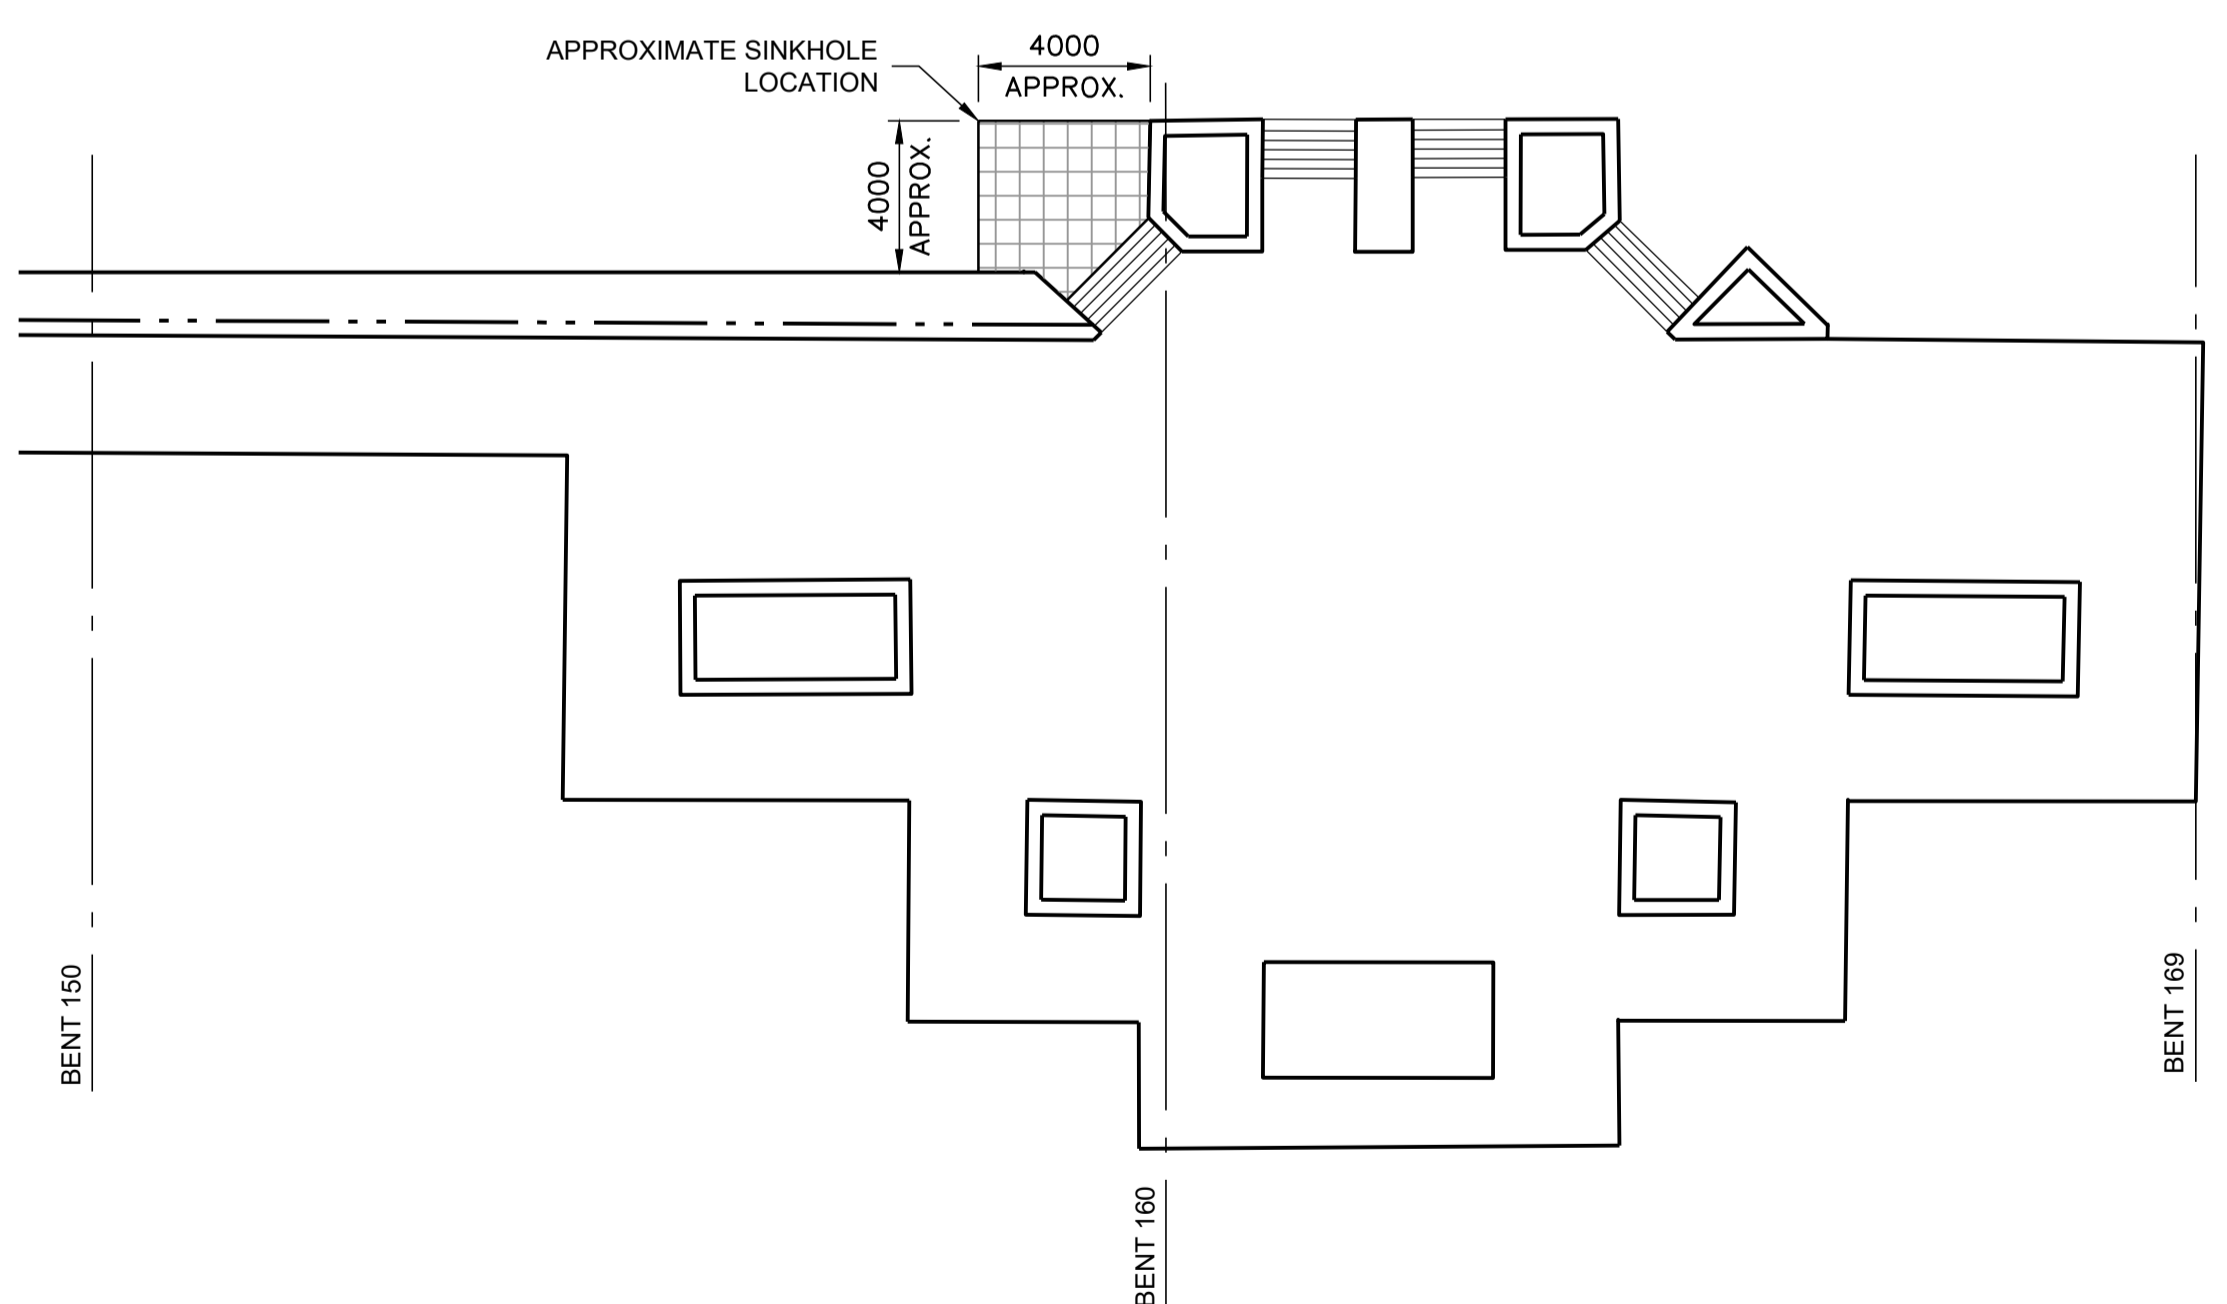 APPROXIMATE SINKHOLE
LOCATION
4000
APPROX.
4000
APPROX.
BENT 150
BENT 160
BENT 169